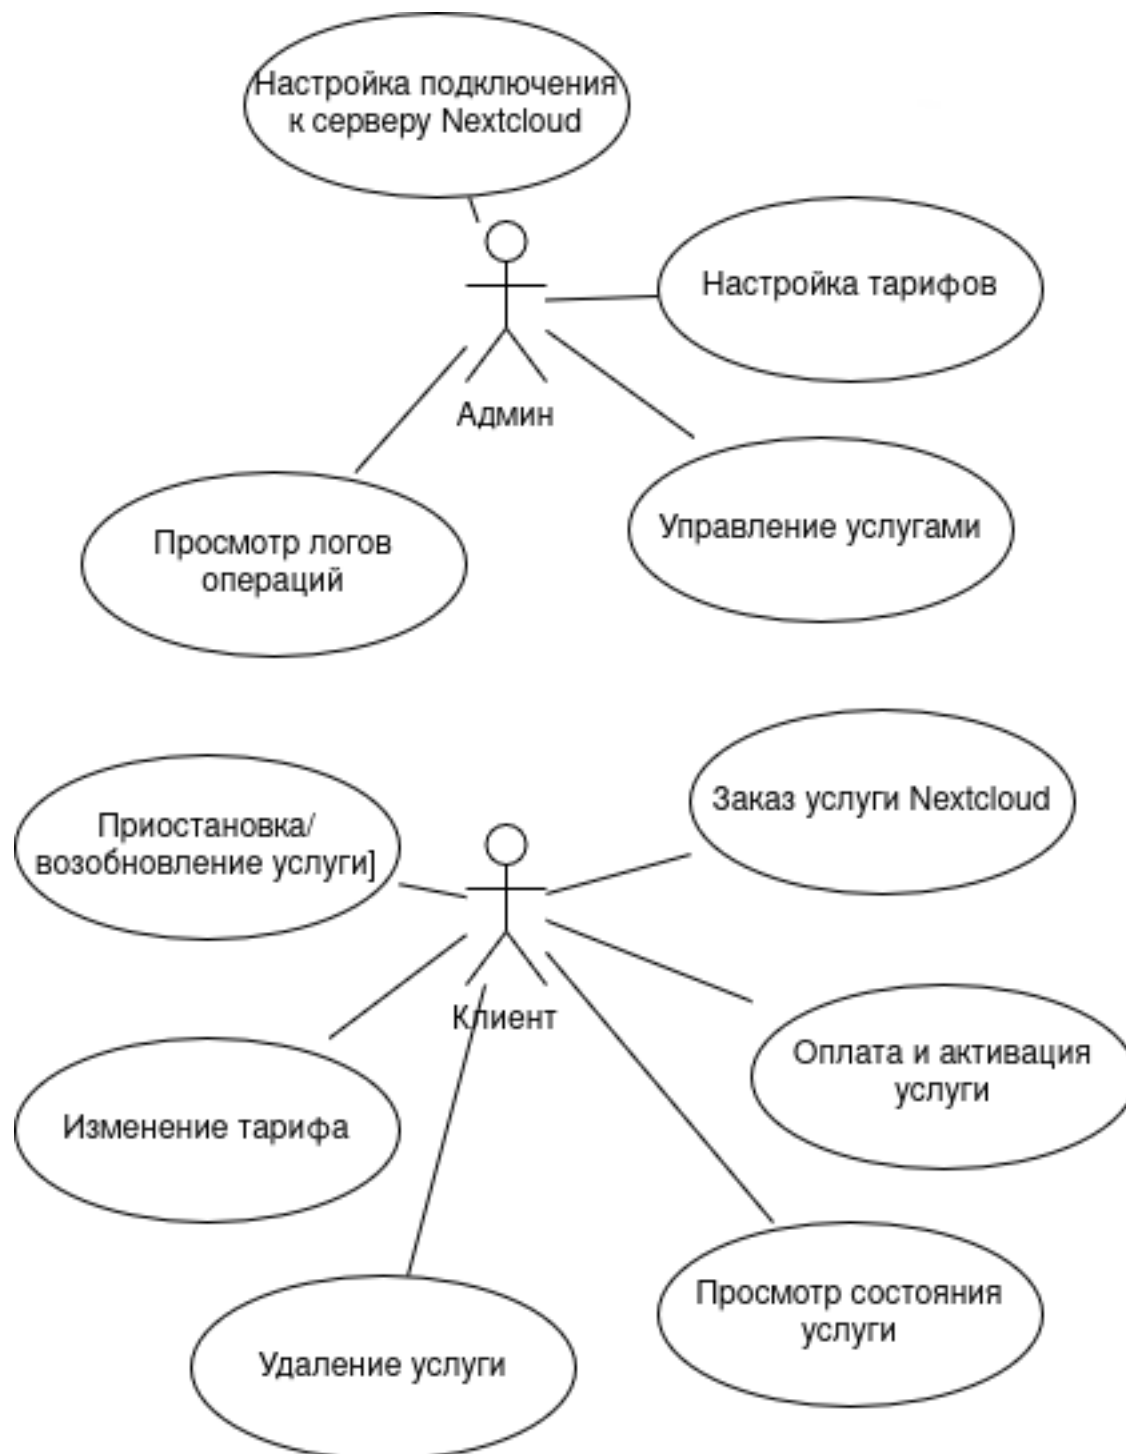 Настройка подключения
к серверу Nextcloud
Настройка тарифов
Админ
Управление услугами
Просмотр логов
операций
Заказ услуги Nextcloud
Приостановка/
возобновление услуги]
Клиент
Оплата и активация
услуги
Изменение тарифа
Просмотр состояния
услуги
Удаление услуги